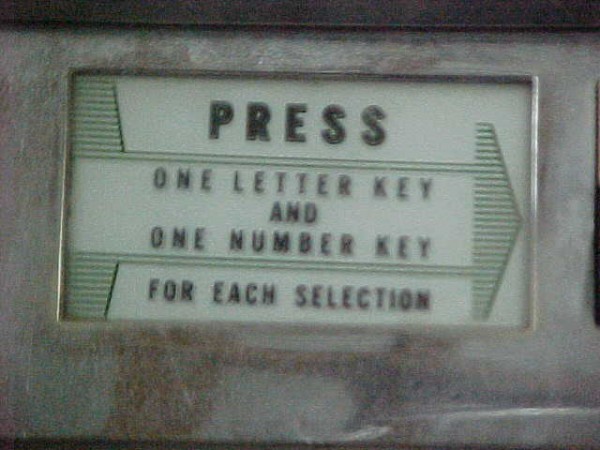 PRESS
ONE LETTER KEY
AND
ONE NUMBER KEY
FOR EACH SELECTION